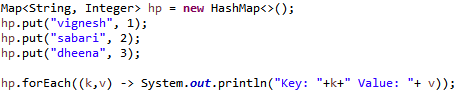 Map<String, Integer> hp = new HashMap<>();
hp.put("vignesh", 1);
hp.put("sabari", 2);
hp.put("dheena", 3);
hp.forEach((k,v) -> System.out.println("Key: "+k+" Value: "+ v));